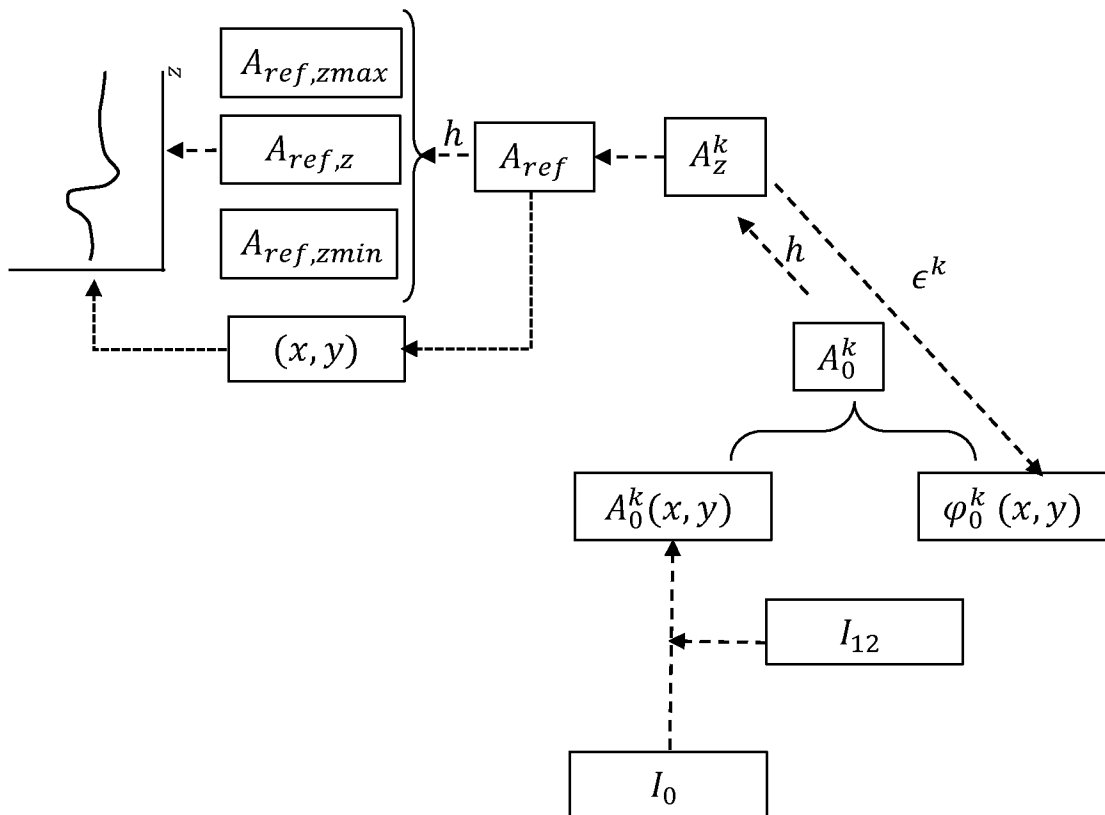 z
A_{ref,zmax}
h
A_{ref,z}
A_{ref}
A_z^k
A_{ref,zmin}
h
ϵ^k
(x, y)
A_0^k
A_0^k(x, y)
φ_0^k (x, y)
I_{12}
I_0